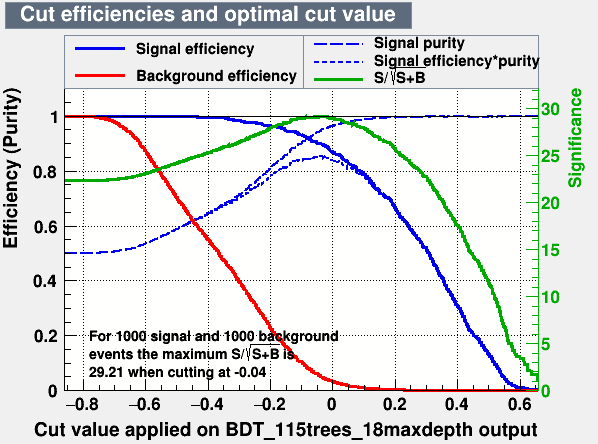 Cut efficiencies and optimal cut value
Signal efficiency
Background efficiency
Signal purity
Signal efficiency*purity
S/√S+B
Efficiency (Purity)
1
0.8
0.6
0.4
0.2
0
Significance
30
25
20
15
10
5
0
For 1000 signal and 1000 background
events the maximum S/√S+B is
29.21 when cutting at -0.04
−0.8 −0.6 −0.4 −0.2 0 0.2 0.4 0.6
Cut value applied on BDT_115trees_18maxdepth output